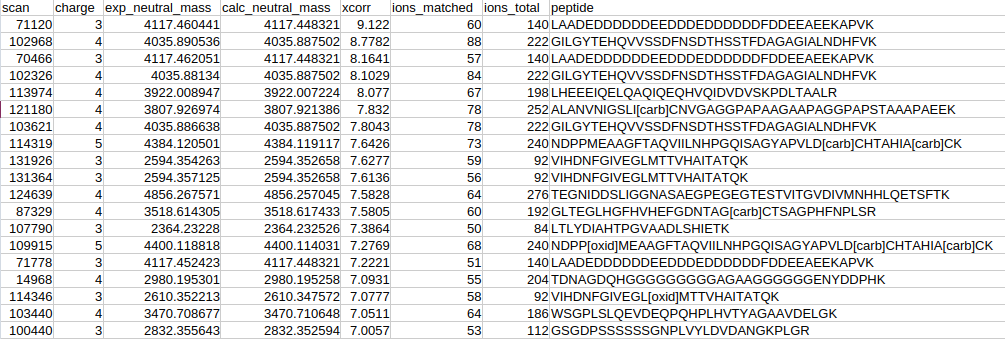 scan charge exp_neutral_mass calc_neutral_mass xcorr ions_matched ions_total peptide
71120 3 4117.460441 4117.448321 9.122 60 140 LAADEDDDDDDEEDDDEDDDDDDFDDEEAEEKAPVK
102968 4 4035.890536 4035.887502 8.7782 88 222 GILGYTEHQVVSSDFNSDTHSSTFDAGAGIALNDHFVK
70466 3 4117.462051 4117.448321 8.1641 57 140 LAADEDDDDDDEEDDDEDDDDDDFDDEEAEEKAPVK
102326 4 4035.88134 4035.887502 8.1029 84 222 GILGYTEHQVVSSDFNSDTHSSTFDAGAGIALNDHFVK
113974 4 3922.008947 3922.007224 8.077 67 198 LHEEEIQELQAQIQEQHVQIDVDVSKPDLTAALR
121180 4 3807.926974 3807.921386 7.832 78 252 ALANVNIGSLI[carb]CNVGAGGPAPAAGAAPAGGPAPSTAAAPAEEK
103621 4 4035.886638 4035.887502 7.8043 78 222 GILGYTEHQVVSSDFNSDTHSSTFDAGAGIALNDHFVK
114319 5 4384.120501 4384.119117 7.6426 73 240 NDPPMEAAGFTAQVIILNHPGQISAGYAPVLD[carb]CHTAHIA[carb]CK
131926 3 2594.354263 2594.352658 7.6277 59 92 VIHDNFGIVEGLMTTVHAITATQK
131364 3 2594.357125 2594.352658 7.6136 56 92 VIHDNFGIVEGLMTTVHAITATQK
124639 4 4856.267571 4856.257045 7.5828 64 276 TEGNIDDSLIGGNASAEGPEGEGTESTVITGVDIVMNHHLQETSFTK
87329 4 3518.614305 3518.617433 7.5805 60 192 GLTEGLHGFHVHEFGDNTAG[carb]CTSAGPHFNPLSR
107790 3 2364.23228 2364.232526 7.3864 50 84 LTLYDIAHTPGVAADLSHIETK
109915 5 4400.118818 4400.114031 7.2769 68 240 NDPP[oxid]MEAAGFTAQVIILNHPGQISAGYAPVLD[carb]CHTAHIA[carb]CK
71778 3 4117.452423 4117.448321 7.2221 51 140 LAADEDDDDDDEEDDDEDDDDDDFDDEEAEEKAPVK
14968 4 2980.195301 2980.195258 7.0931 55 204 TDNAGDQHGGGGGGGGGAGAAGGGGGGENYDDPHK
114346 3 2610.352213 2610.347572 7.0777 58 92 VIHDNFGIVEGL[oxid]MTTVHAITATQK
103440 4 3470.708677 3470.710648 7.0511 64 186 WSGPLSLQEVDEQPQHPLHVTYAGAAVDELGK
100440 3 2832.355643 2832.352594 7.0057 53 112 GSGDPSSSSSSGNPLVYLDVDANGKPLGR